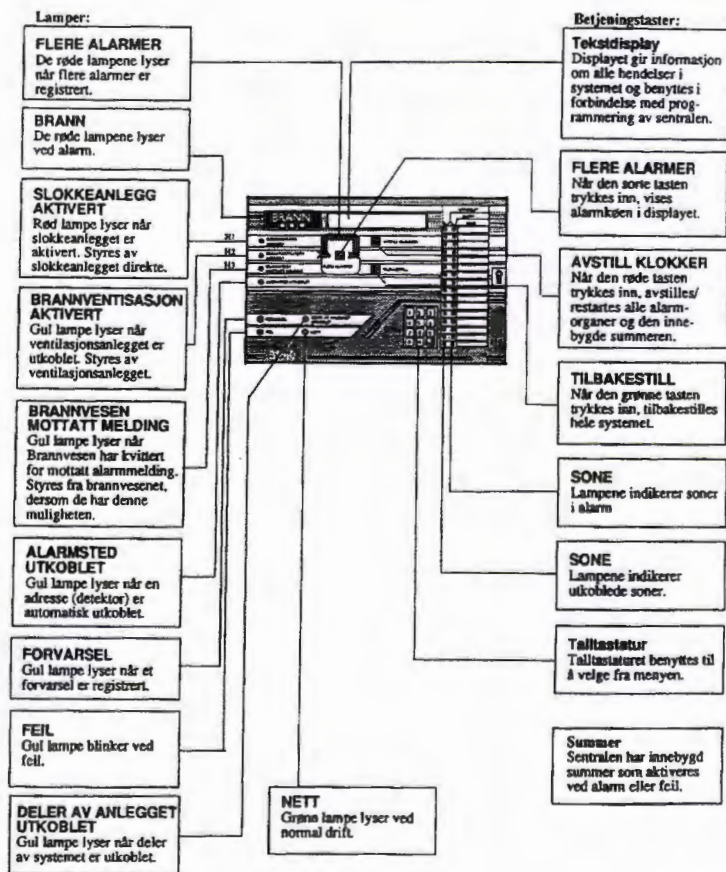 Lamper:
FLERE ALARMER
De røde lampene lyser
når flere alarmer er
registrert.
BRANN
De røde lampene lyser
ved alarm.
SLOKKEANLEGG
AKTIVERT
Rød lampe lyser når
slokkeanlegget er
aktivert. Styres av
slokkeanlegget direkte.
BRANNVENTISASJON
AKTIVERT
Gul lampe lyser når
ventilasjonsanlegget er
utkoblet. Styres av
ventilasjonsanlegget.
BRANNVESEN
MOTTATT MELDING
Gul lampe lyser når
Brannvesen har kvittert
for mottatt alarmmelding.
Styres fra brannvesenet,
dersom de har denne
muligheten.
ALARMSTED
UTKOBLET
Gul lampe lyser når en
adresse (detektor) er
automatisk utkoblet.
FORVARSEL
Gul lampe lyser når et
forvarsel er registrert.
FEIL
Gul lampe blinker ved
feil.
DELER AV ANLEGGET
UTKOBLET
Gul lampe lyser når deler
av systemet er utkoblet.
BRANN
H1
H2
H3
NETT
Grønn lampe lyser ved
normal drift.
Betjeningstaster:
Tekstdisplay
Displayet gir informasjon
om alle hendelser i
systemet og benyttes i
forbindelse med prog-
rammering av sentralen.
FLERE ALARMER
Når den sorte tasten
trykkes inn, vises
alarmkøen i displayet.
AVSTILL KLOKKER
Når den røde tasten
trykkes inn, avstilles/
restartes alle alarm-
organer og den inne-
bygde summeren.
TILBAKESTILL
Når den grønne tasten
trykkes inn, tilbakestilles
hele systemet.
SONE
Lampene indikerer soner
i alarm
SONE
Lampene indikerer
utkoblede soner.
Talltastatur
Talltastaturet benyttes til
å velge fra menyen.
Summer
Sentralen har innebygd
summer som aktiveres
ved alarm eller feil.